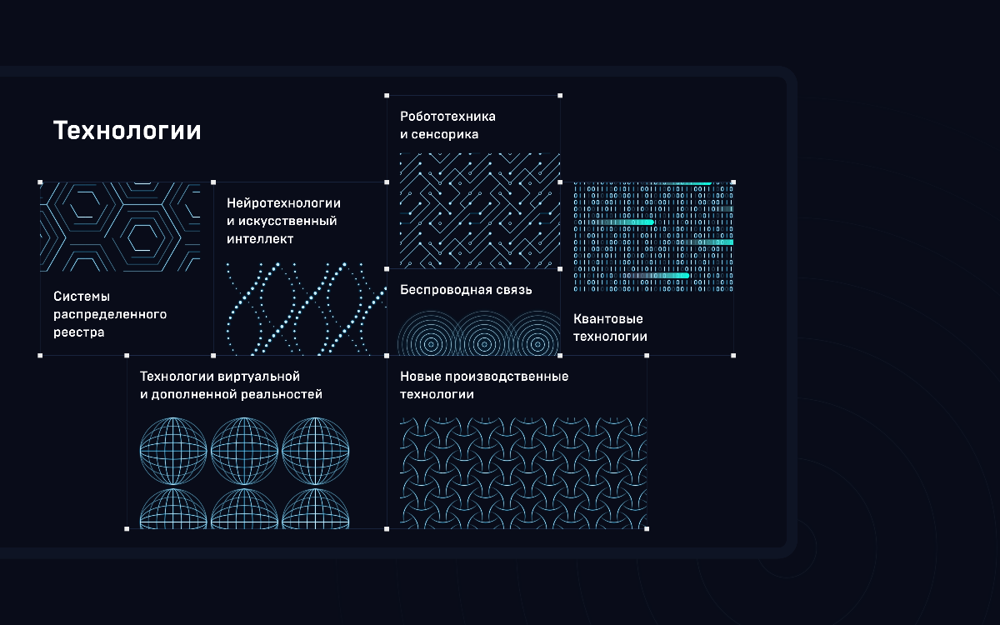 Технологии
Робототехника
и сенсорика
Нейротехнологии
и искусственный
интеллект
Системы
распределенного
реестра
Беспроводная связь
Квантовые
технологии
Технологии виртуальной
и дополненной реальностей
Новые производственные
технологии